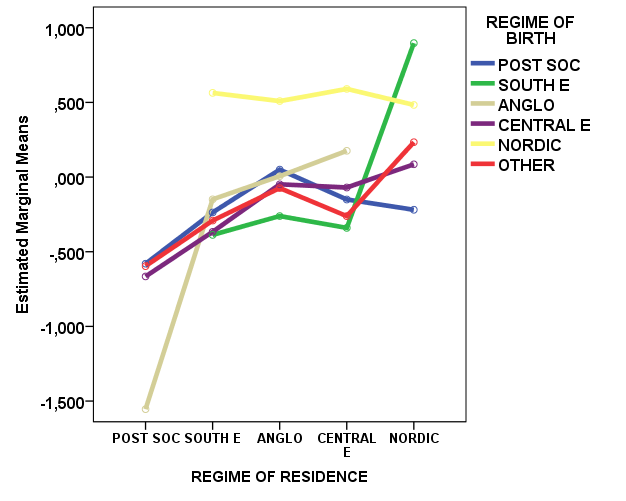 REGIME OF
BIRTH
POST SOC
SOUTH E
ANGLO
CENTRAL E
NORDIC
OTHER
Estimated Marginal Means
1,000
,500
,000
-,500
-1,000
-1,500
POST SOC SOUTH E ANGLO CENTRAL E NORDIC
REGIME OF RESIDENCE